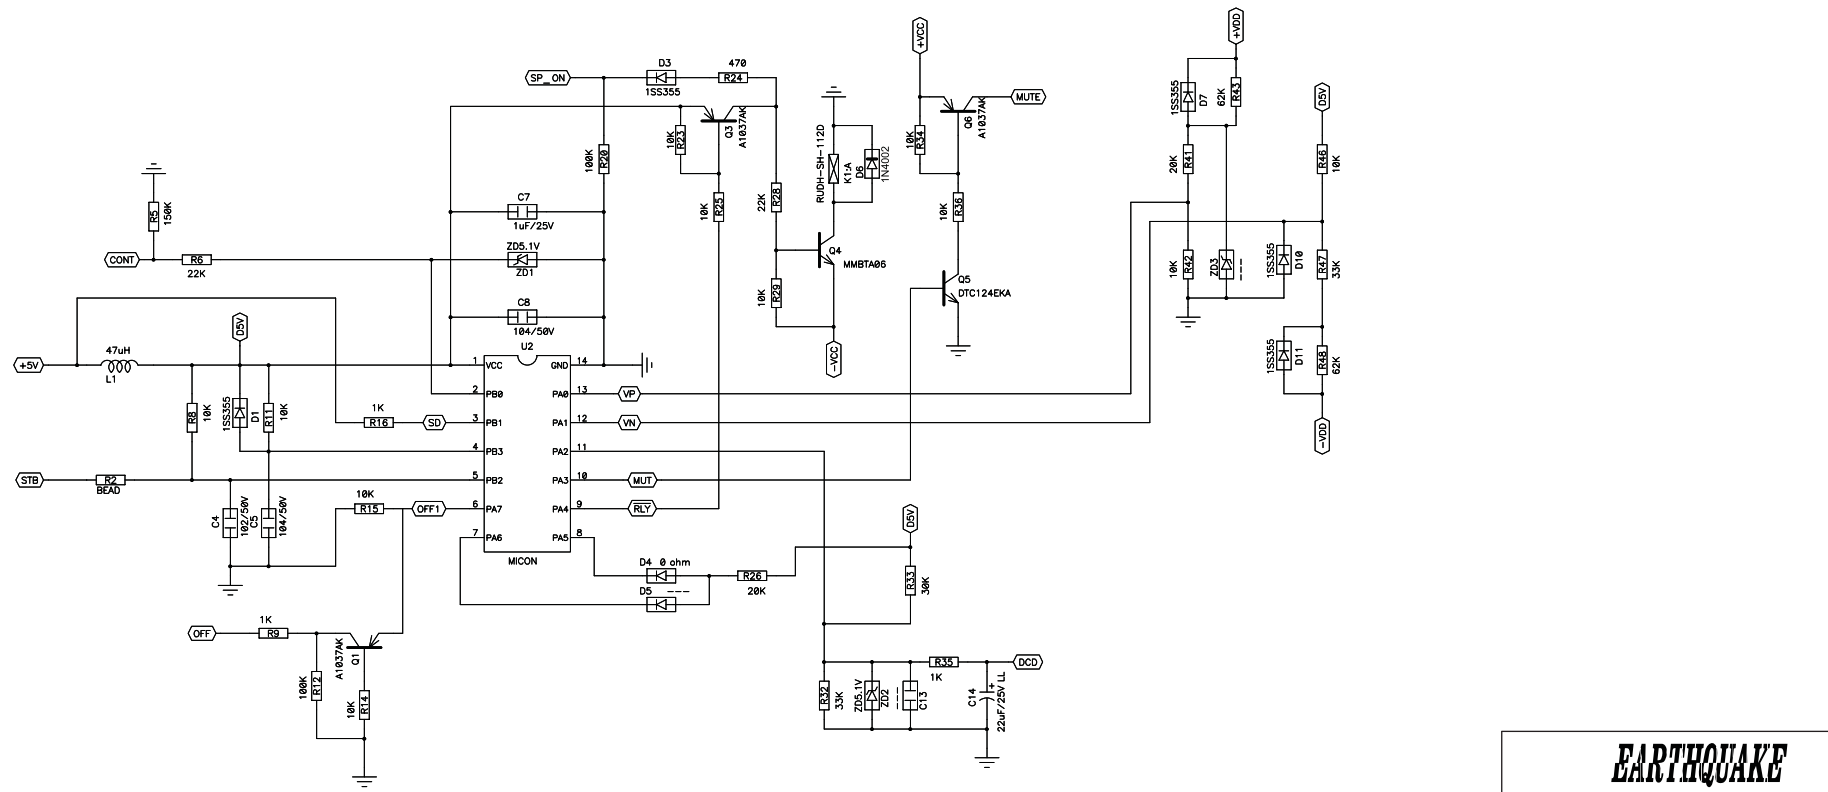 +VCC
+VDD
D3
470
SP_ON
R24
1SS355
Q3
A1037AK
10K
R23
100K
R20
RUDH-SH-112D
K1:A
D6
1N4002
10K
R34
Q6
A1037AK
MUTE
1SS355
D7
62K
R43
D5V
20K
R41
R46
10K
R5
150K
C7
1uF/25V
10K
R25
22K
R28
10K
R36
CONT
R6
22K
ZD5.1V
ZD1
Q4
MMBTA06
10K
R29
Q5
DTC124EKA
10K
R42
ZD3
---
1SS355
D10
R47
33K
C8
104/50V
D5V
-VCC
1SS355
D11
R48
62K
+5V
47uH
L1
U2
1
VCC
GND
14
2
PB0
PA0
13
VP
R8
10K
1SS355
D1
R11
10K
1K
R16
SD
3
PB1
PA1
12
VN
-VDD
4
PB3
PA2
11
STB
R2
BEAD
5
PB2
PA3
10
MUT
C4
102/50V
C5
104/50V
10K
R15
OFF1
6
PA7
PA4
9
RLY
D5V
7
PA6
PA5
8
MICON
D4
0 ohm
D5
---
R26
20K
R33
30K
OFF
1K
R9
A1037AK
Q1
100K
R12
10K
R14
R32
33K
ZD5.1V
ZD2
---
C13
R35
1K
DCD
C14
+
22uF/25V LL
EARTHQUAKE